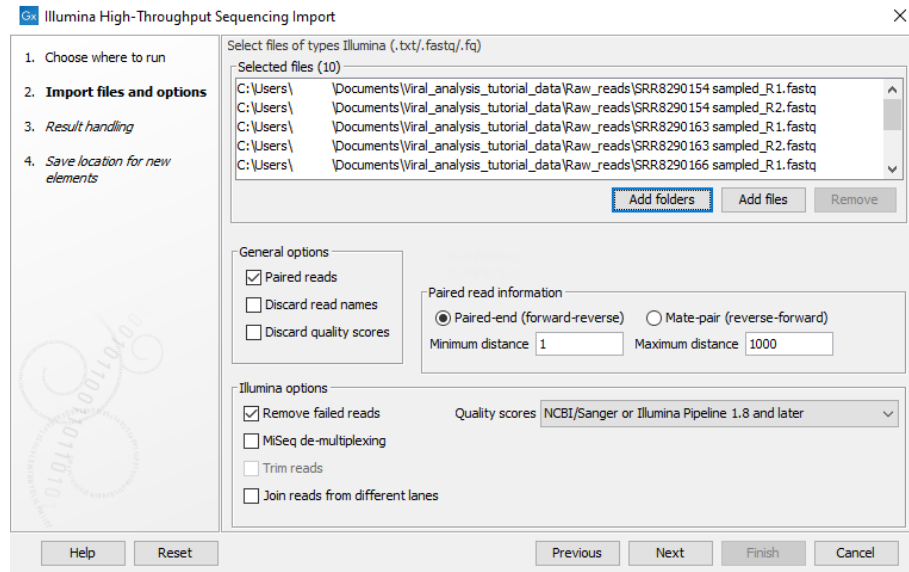 Gx Illumina High-Throughput Sequencing Import
1. Choose where to run
2. Import files and options
3. Result handling
4. Save location for new
elements
Select files of types Illumina (.txt/.fastq/.fq)
Selected files (10)
C:\Users\ \Documents\Viral_analysis_tutorial_data\Raw_reads\SRR8290154 sampled_R1.fastq
C:\Users\ \Documents\Viral_analysis_tutorial_data\Raw_reads\SRR8290154 sampled_R2.fastq
C:\Users\ \Documents\Viral_analysis_tutorial_data\Raw_reads\SRR8290163 sampled_R1.fastq
C:\Users\ \Documents\Viral_analysis_tutorial_data\Raw_reads\SRR8290163 sampled_R2.fastq
C:\Users\ \Documents\Viral_analysis_tutorial_data\Raw_reads\SRR8290166 sampled_R1.fastq
Add folders Add files Remove
General options
Paired reads
Discard read names
Discard quality scores
Paired read information
Paired-end (forward-reverse) Mate-pair (reverse-forward)
Minimum distance 1 Maximum distance 1000
Illumina options
Remove failed reads Quality scores NCBI/Sanger or Illumina Pipeline 1.8 and later
MiSeq de-multiplexing
Trim reads
Join reads from different lanes
Help Reset Previous Next Finish Cancel